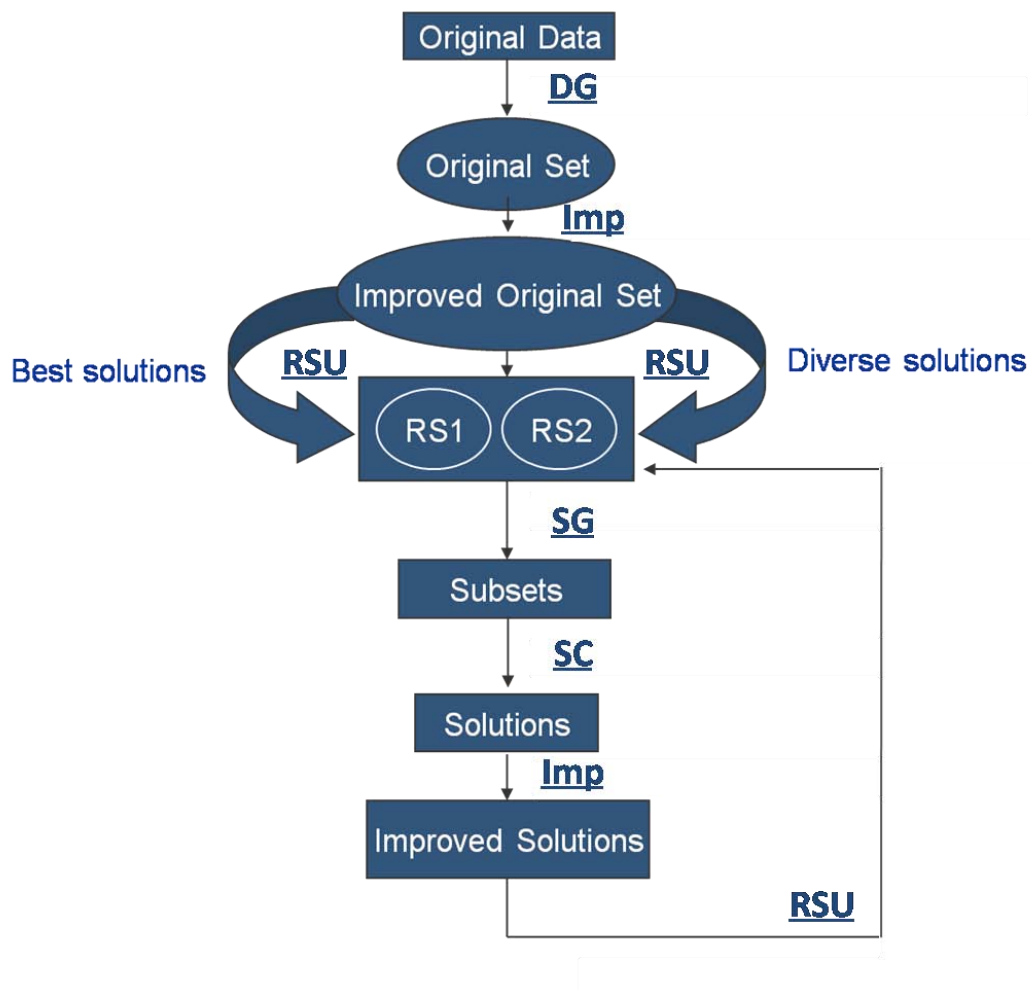 Original Data
DG
Original Set
Imp
Improved Original Set
Best solutions
RSU
RSU
Diverse solutions
RS1
RS2
SG
Subsets
SC
Solutions
Imp
Improved Solutions
RSU